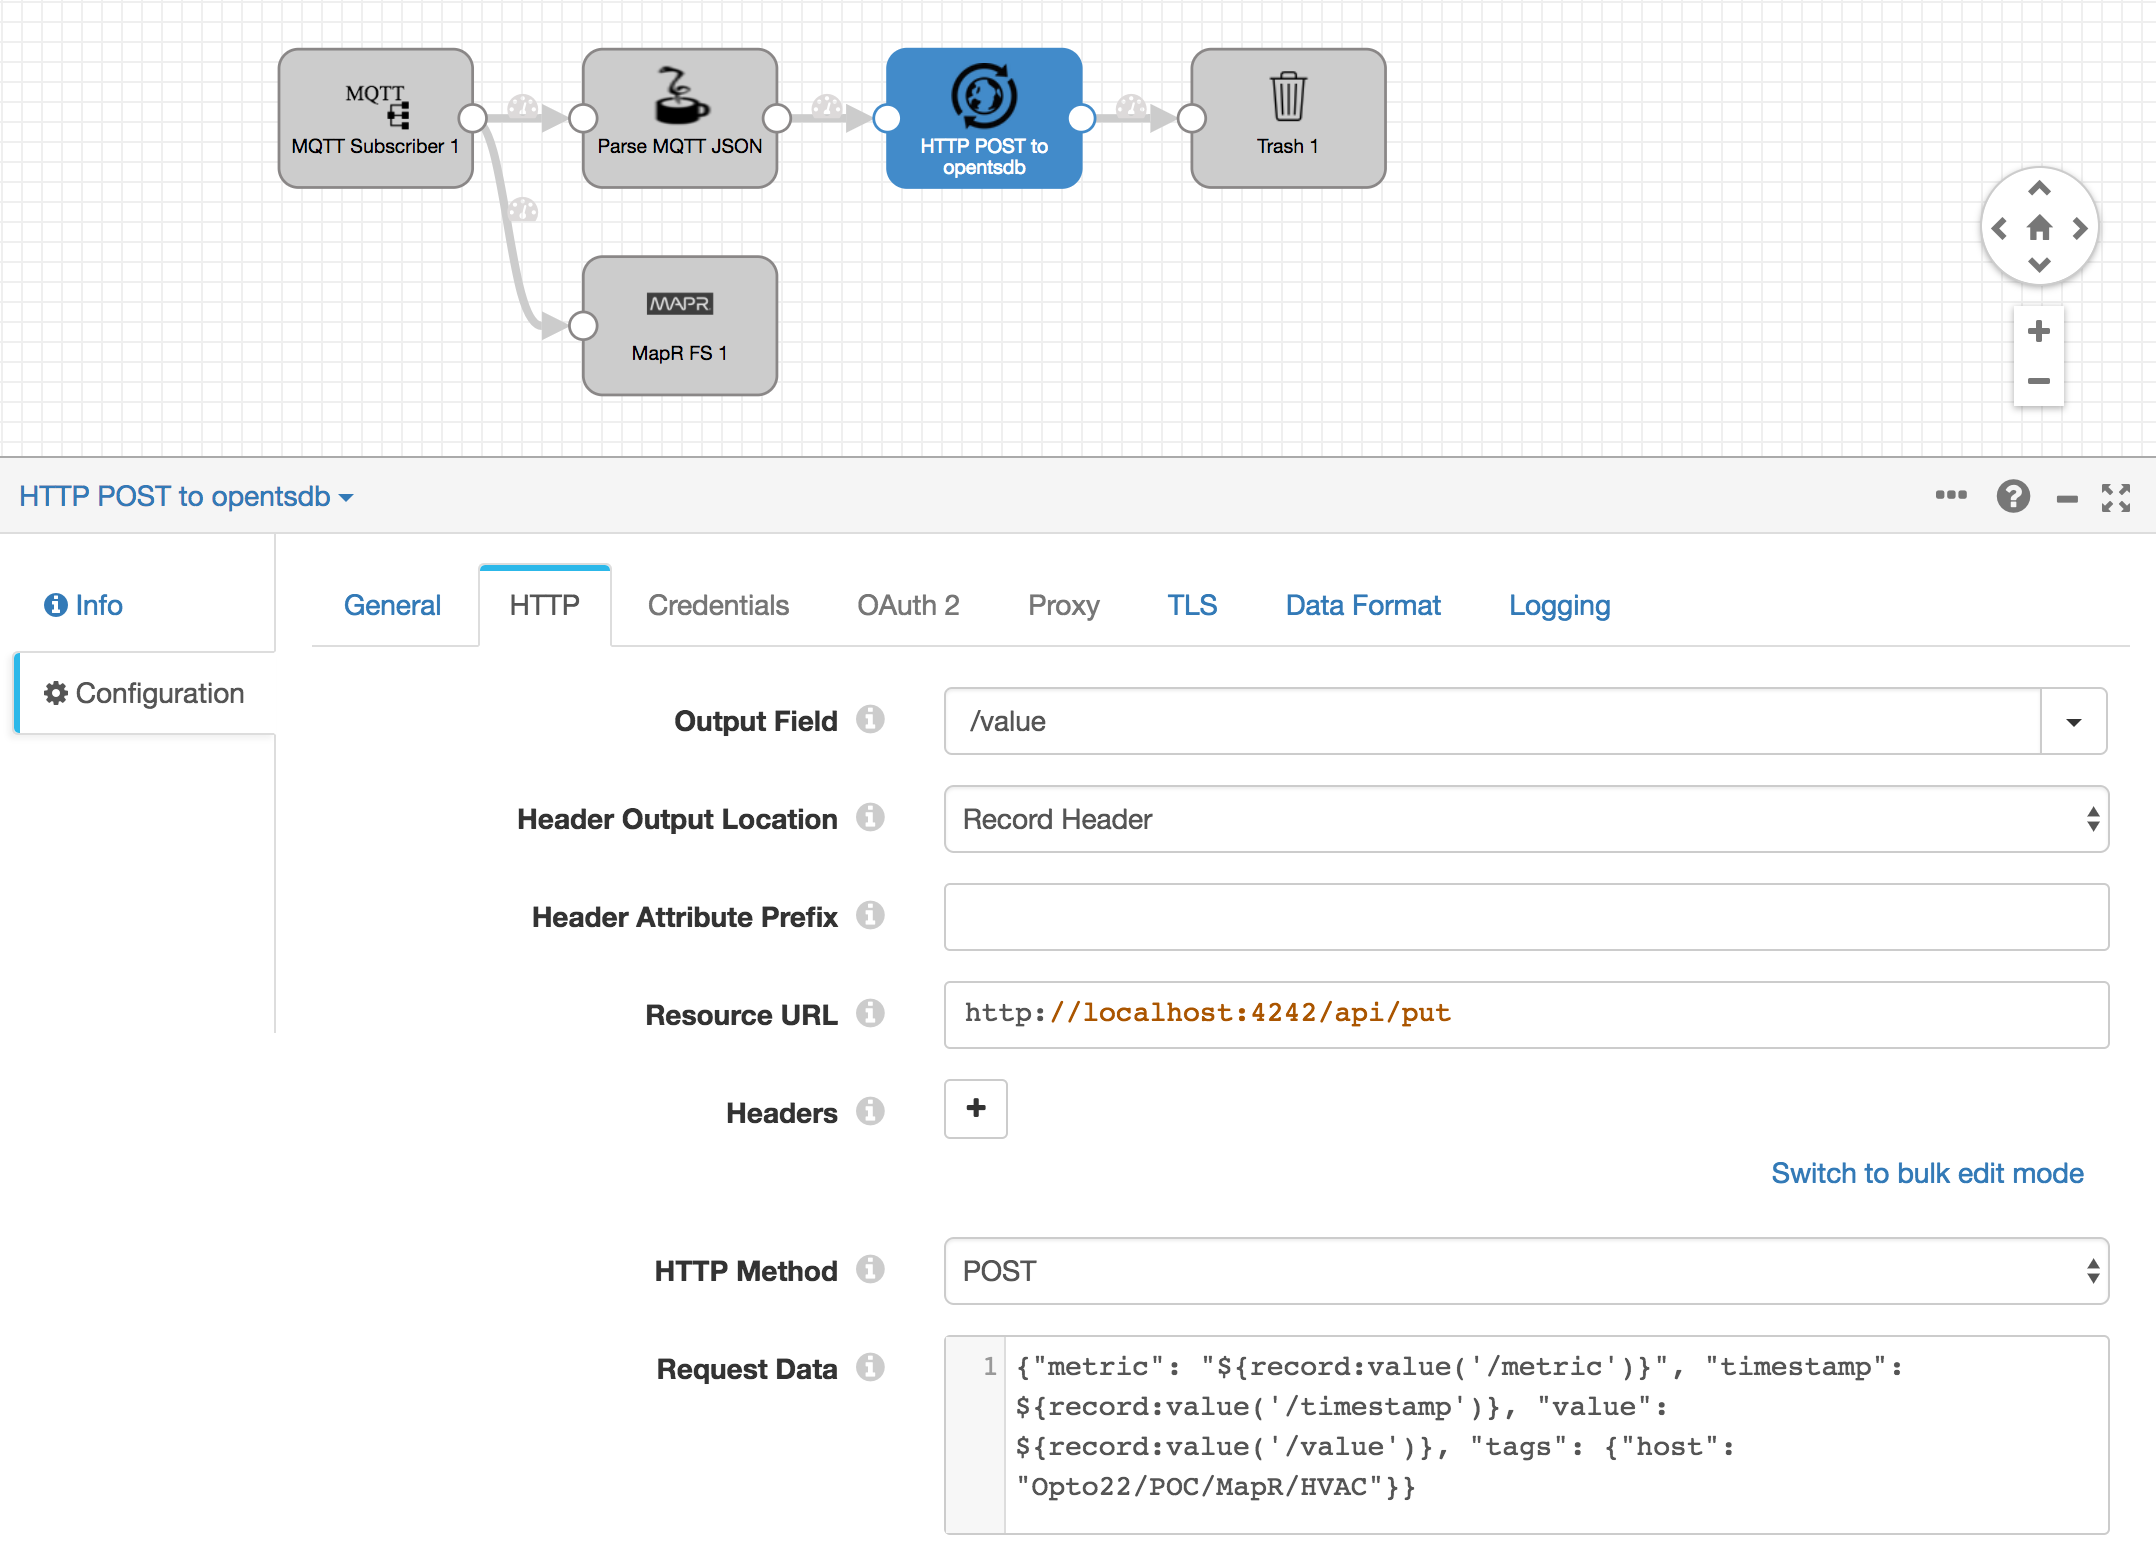 MQTT
MQTT Subscriber 1
Parse MQTT JSON
HTTP POST to
opentsdb
Trash 1
MAPR
MapR FS 1
HTTP POST to opentsdb
Info
Configuration
General
HTTP
Credentials
OAuth 2
Proxy
TLS
Data Format
Logging
Output Field
/value
Header Output Location
Record Header
Header Attribute Prefix
Resource URL
http://localhost:4242/api/put
Headers
+
Switch to bulk edit mode
HTTP Method
POST
Request Data
1
{"metric": "${record:value('/metric')}", "timestamp":
${record:value('/timestamp')}, "value":
${record:value('/value')}, "tags": {"host":
"Opto22/POC/MapR/HVAC"}}